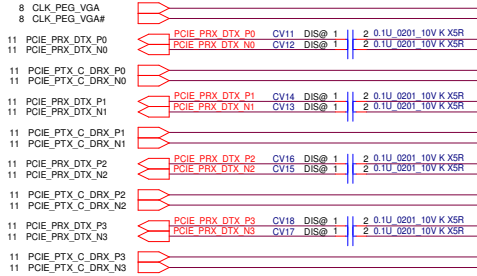 8 CLK_PEG_VGA
8 CLK_PEG_VGA#
11 PCIE_PRX_DTX_P0 PCIE_PRX_DTX_P0 CV11 DIS@ 1 2 0.1U_0201_10V K X5R
11 PCIE_PRX_DTX_N0 PCIE_PRX_DTX_N0 CV12 DIS@ 1 2 0.1U_0201_10V K X5R
11 PCIE_PTX_C_DRX_P0
11 PCIE_PTX_C_DRX_N0
11 PCIE_PRX_DTX_P1 PCIE_PRX_DTX_P1 CV14 DIS@ 1 2 0.1U_0201_10V K X5R
11 PCIE_PRX_DTX_N1 PCIE_PRX_DTX_N1 CV13 DIS@ 1 2 0.1U_0201_10V K X5R
11 PCIE_PTX_C_DRX_P1
11 PCIE_PTX_C_DRX_N1
11 PCIE_PRX_DTX_P2 PCIE_PRX_DTX_P2 CV16 DIS@ 1 2 0.1U_0201_10V K X5R
11 PCIE_PRX_DTX_N2 PCIE_PRX_DTX_N2 CV15 DIS@ 1 2 0.1U_0201_10V K X5R
11 PCIE_PTX_C_DRX_P2
11 PCIE_PTX_C_DRX_N2
11 PCIE_PRX_DTX_P3 PCIE_PRX_DTX_P3 CV18 DIS@ 1 2 0.1U_0201_10V K X5R
11 PCIE_PRX_DTX_N3 PCIE_PRX_DTX_N3 CV17 DIS@ 1 2 0.1U_0201_10V K X5R
11 PCIE_PTX_C_DRX_P3
11 PCIE_PTX_C_DRX_N3